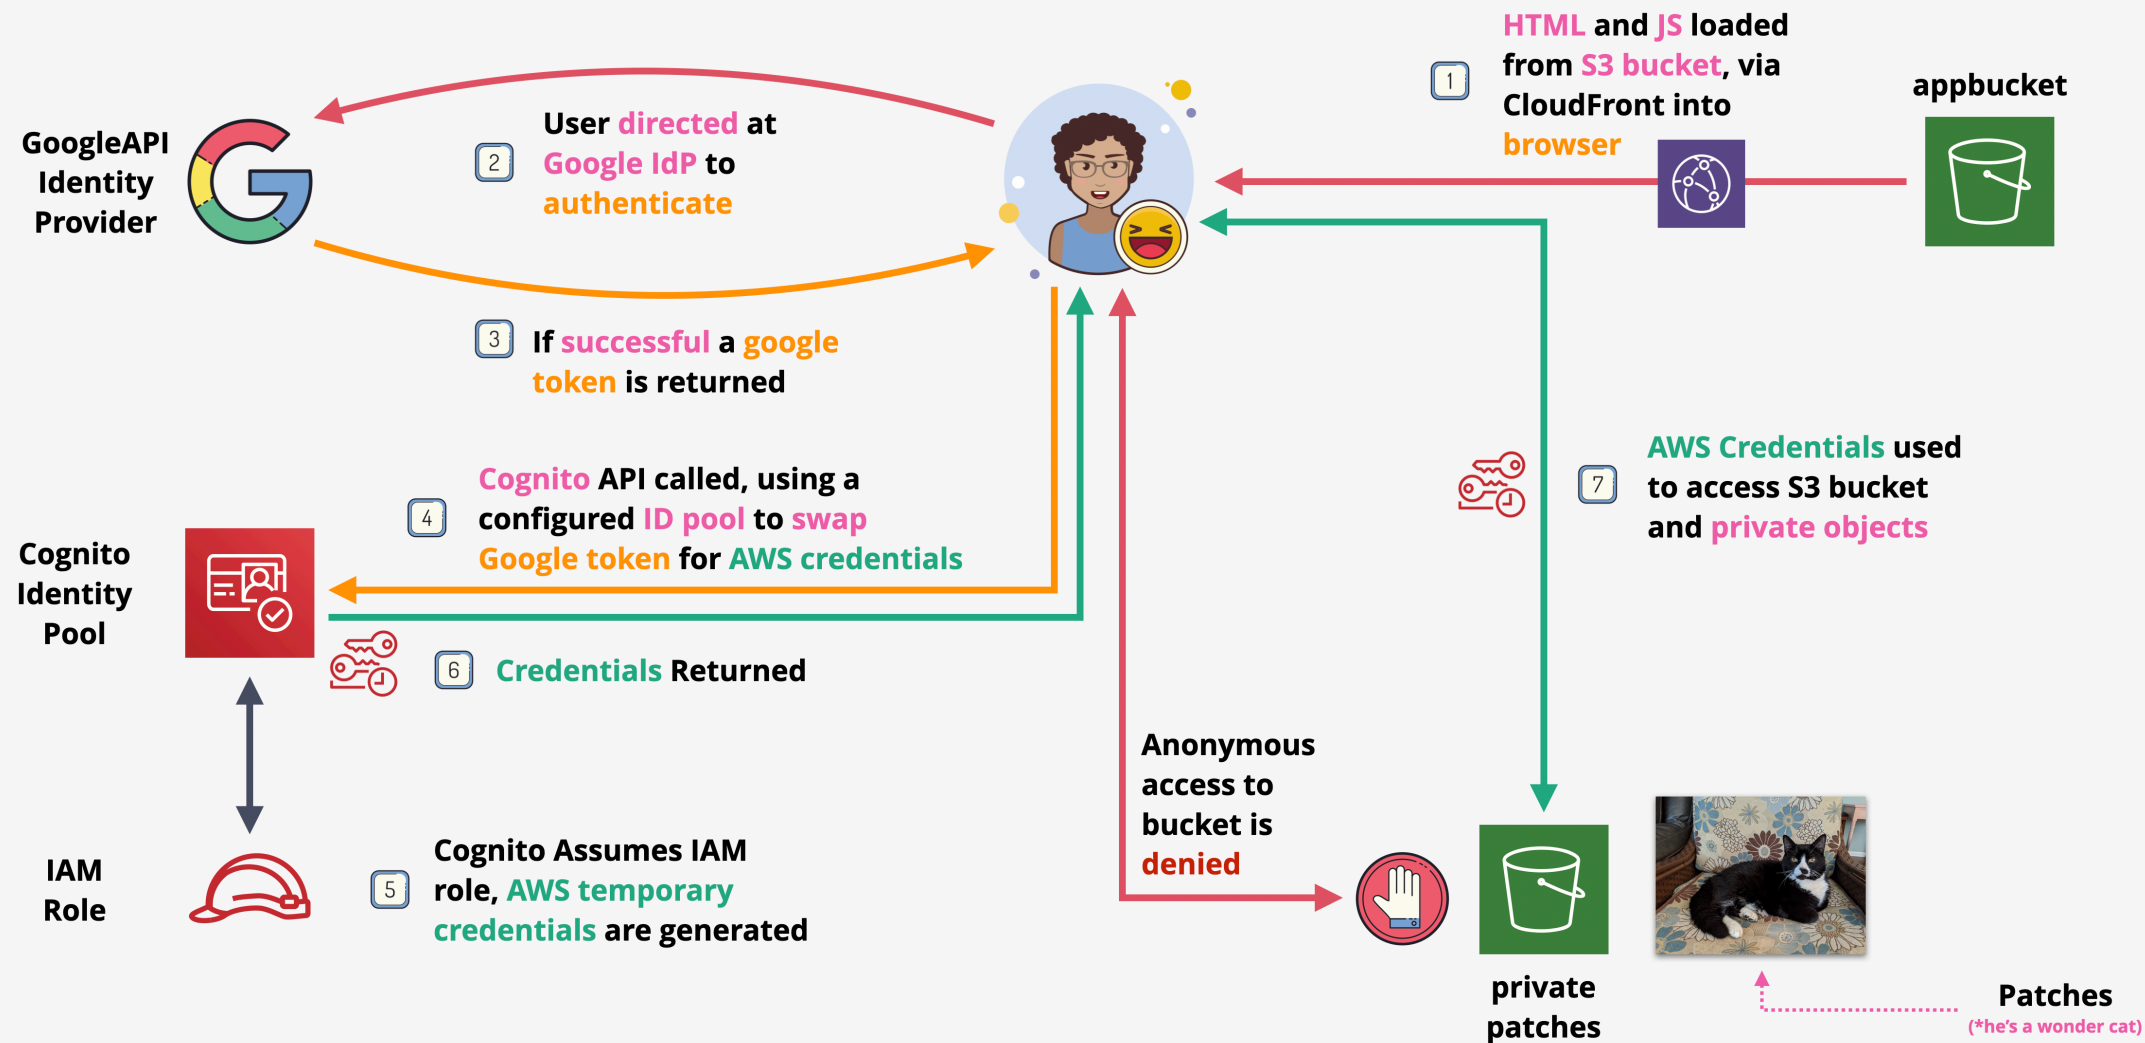 HTML and JS loaded
from S3 bucket, via
CloudFront into
browser
1
appbucket
GoogleAPI
Identity
Provider
2
User directed at
Google IdP to
authenticate
3
If successful a google
token is returned
4
Cognito API called, using a
configured ID pool to swap
Google token for AWS credentials
Cognito
Identity
Pool
6
Credentials Returned
7
AWS Credentials used
to access S3 bucket
and private objects
Anonymous
access to
bucket is
denied
IAM
Role
5
Cognito Assumes IAM
role, AWS temporary
credentials are generated
private
patches
Patches
(*he's a wonder cat)